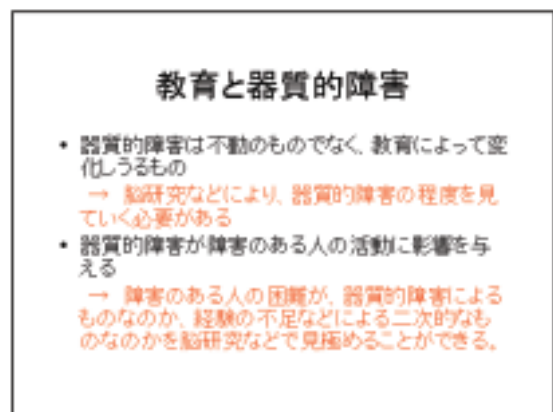 教育と器質的障害
• 器質的障害は不動のものでなく、教育によって変
化しうるもの
→ 脳研究などにより、器質的障害の程度を見
ていく必要がある
• 器質的障害が障害のある人の活動に影響を与
える
→ 障害のある人の困難が、器質的障害による
ものなのか、経験の不足などによる二次的なも
のなのかを脳研究などで見極めることができる。